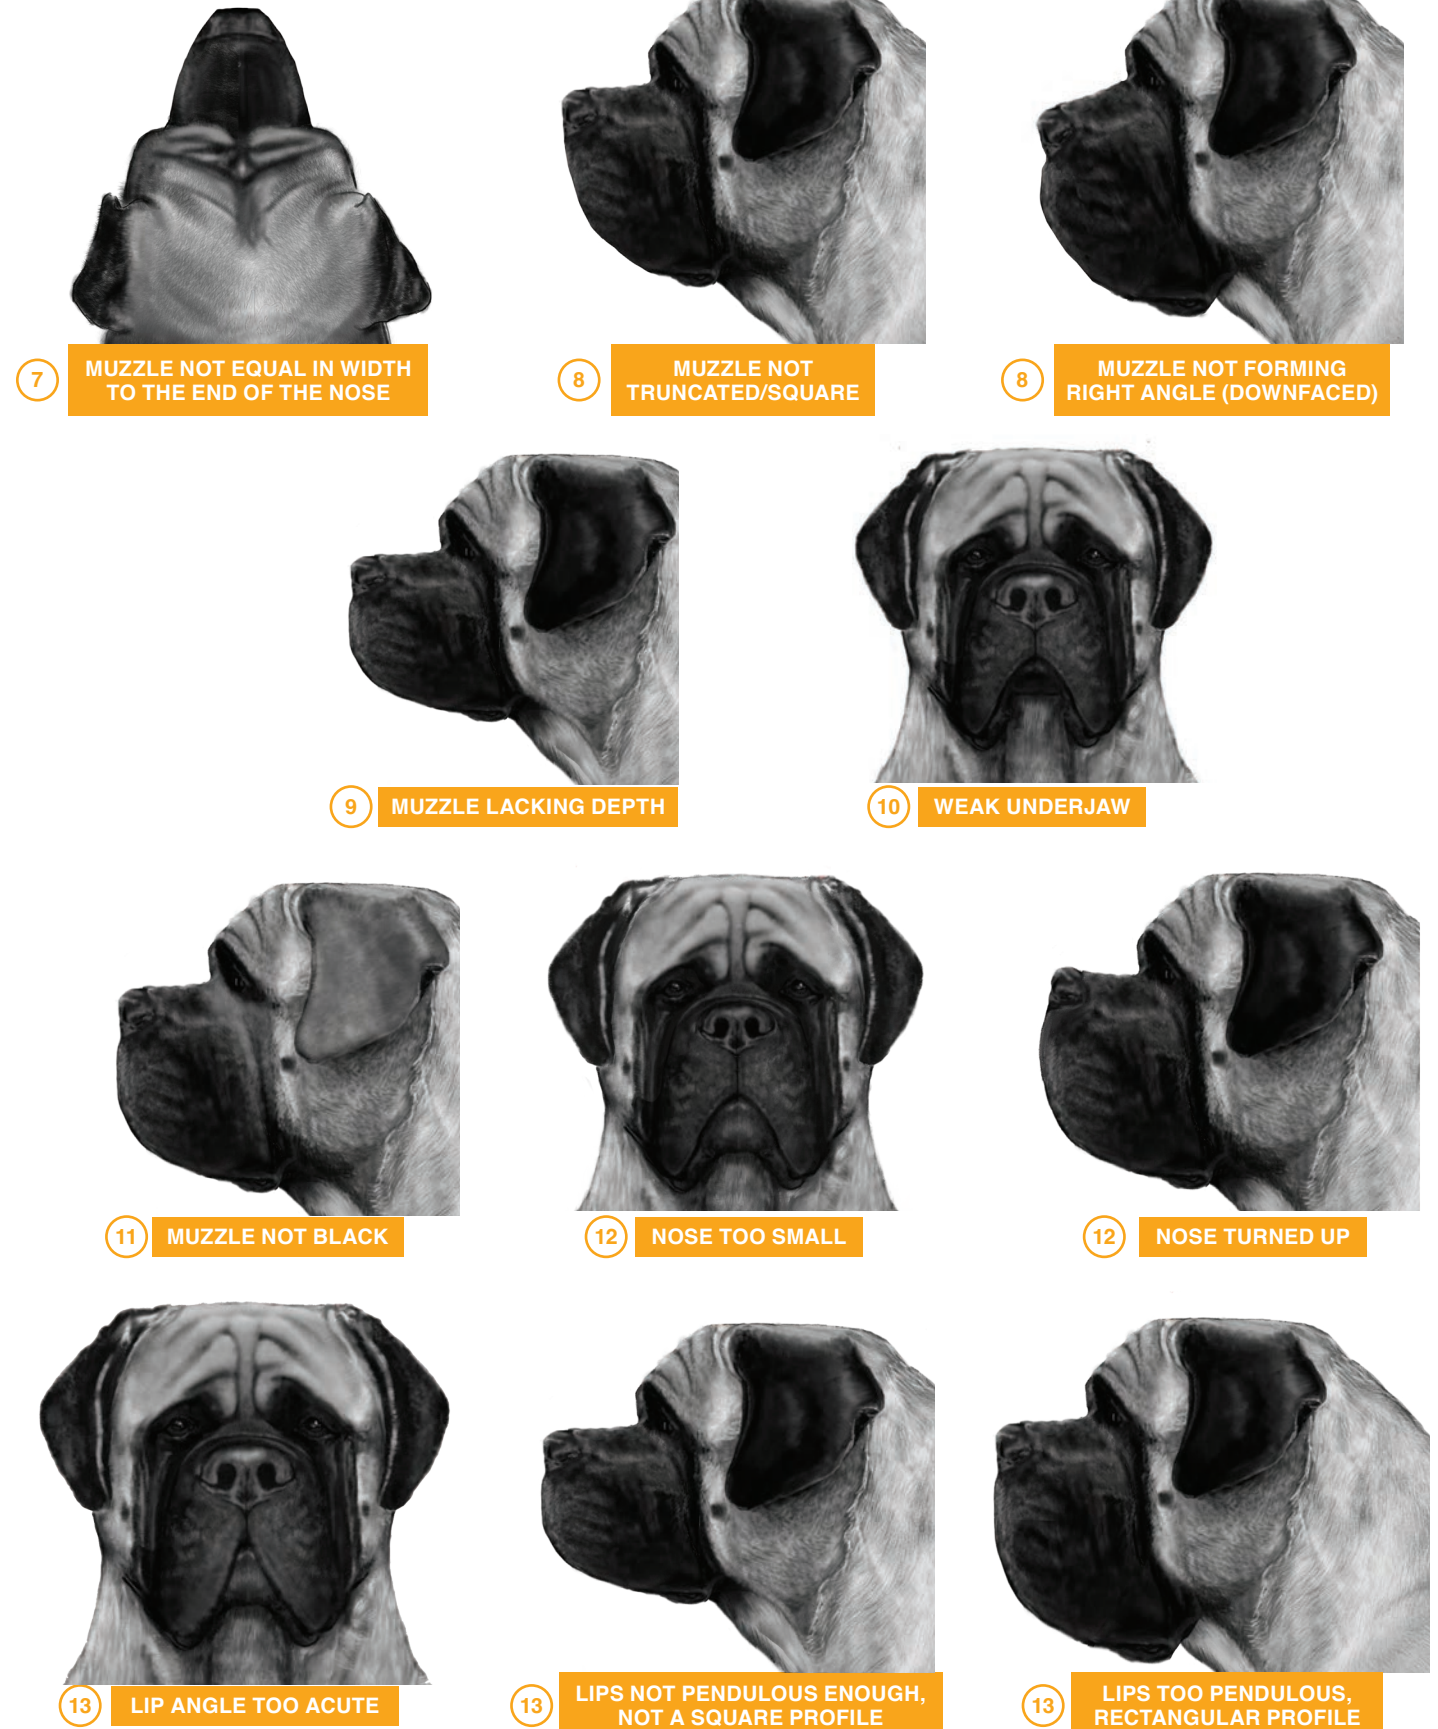 7
MUZZLE NOT EQUAL IN WIDTH
TO THE END OF THE NOSE
8
MUZZLE NOT
TRUNCATED/SQUARE
8
MUZZLE NOT FORMING
RIGHT ANGLE (DOWNFACED)
9
MUZZLE LACKING DEPTH
10
WEAK UNDERJAW
11
MUZZLE NOT BLACK
12
NOSE TOO SMALL
12
NOSE TURNED UP
13
LIP ANGLE TOO ACUTE
13
LIPS NOT PENDULOUS ENOUGH,
NOT A SQUARE PROFILE
13
LIPS TOO PENDULOUS,
RECTANGULAR PROFILE